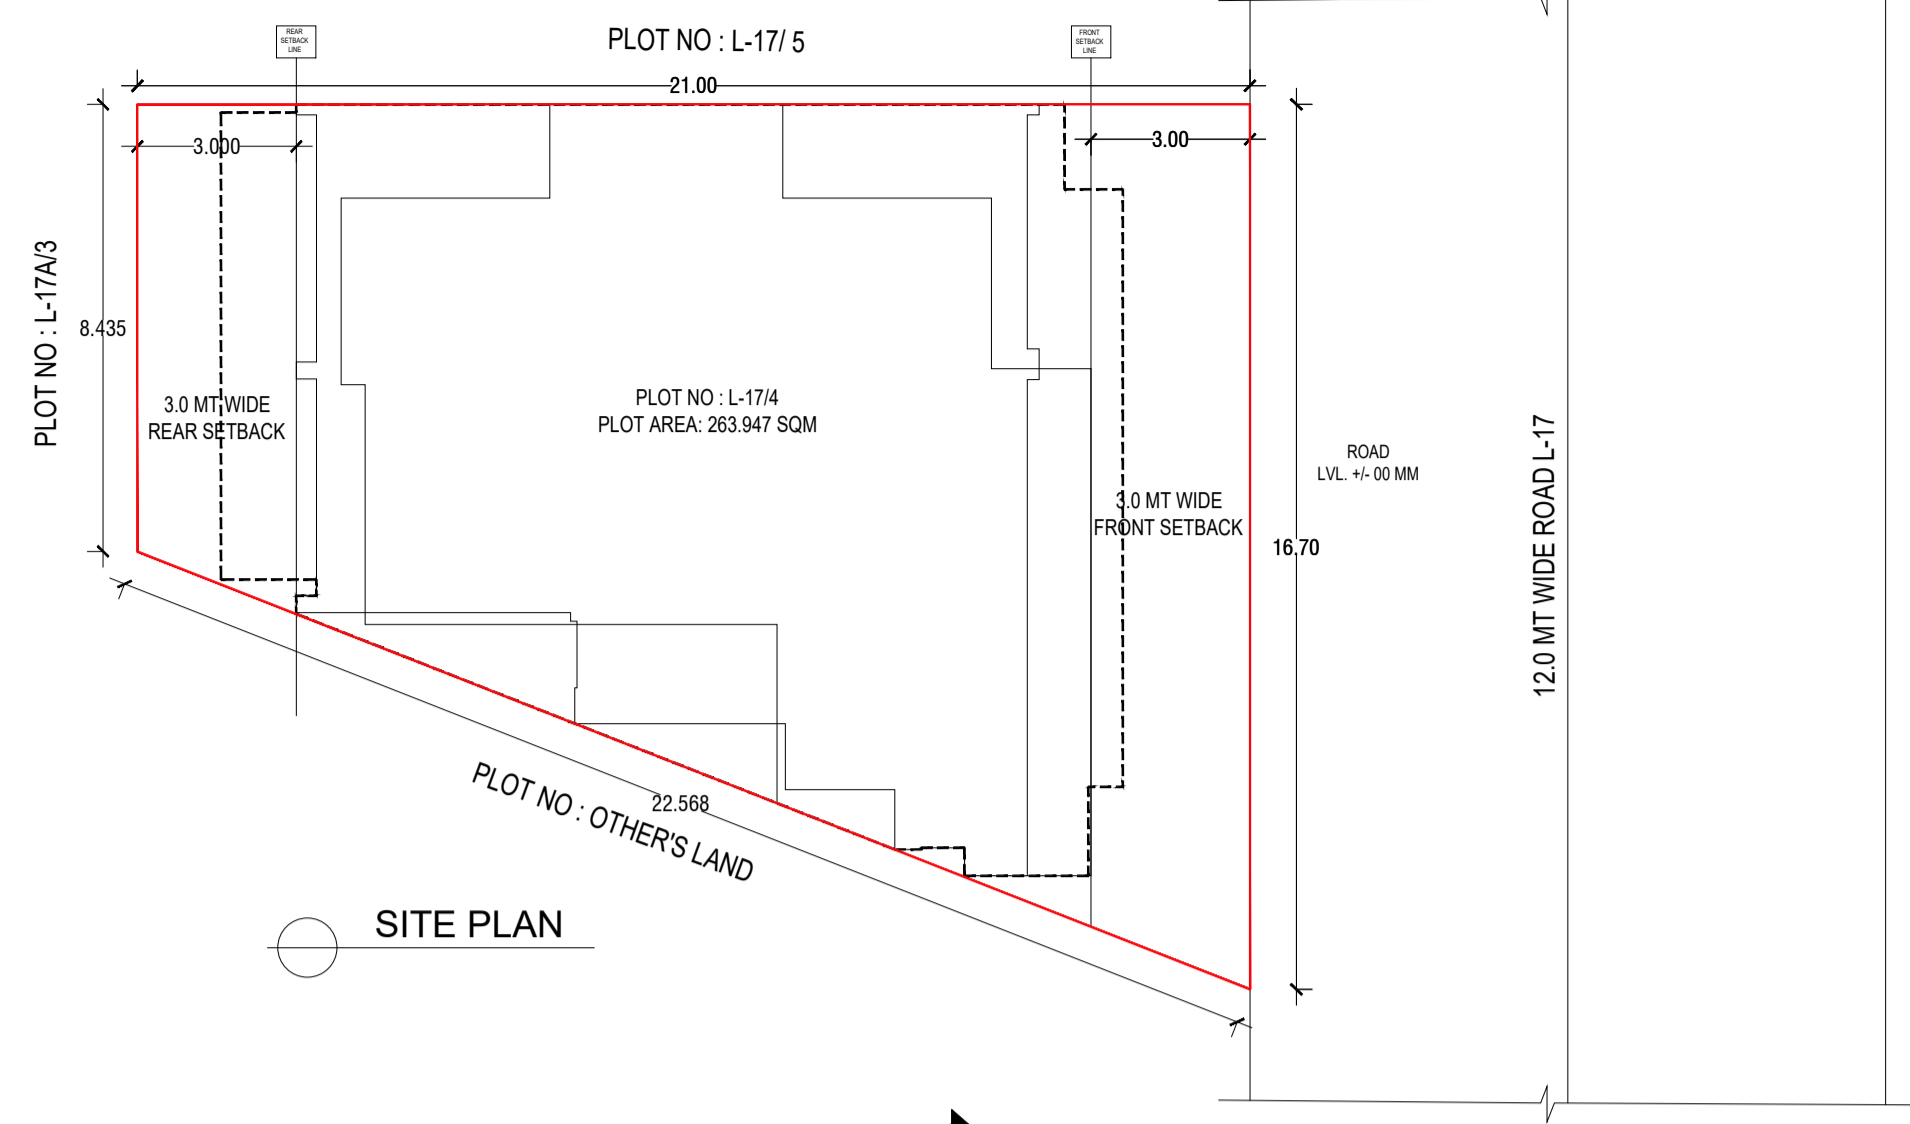 REAR
SETBACK
LINE
PLOT NO : L-17/ 5
FRONT
SETBACK
LINE
21.00
3.000
3.00
PLOT NO : L-17A/3
8.435
3.0 MT WIDE
REAR SETBACK
PLOT NO : L-17/4
PLOT AREA: 263.947 SQM
3.0 MT WIDE
FRONT SETBACK
16.70
ROAD
LVL. +/- 00 MM
12.0 MT WIDE ROAD L-17
22.568
PLOT NO : OTHER'S LAND
SITE PLAN